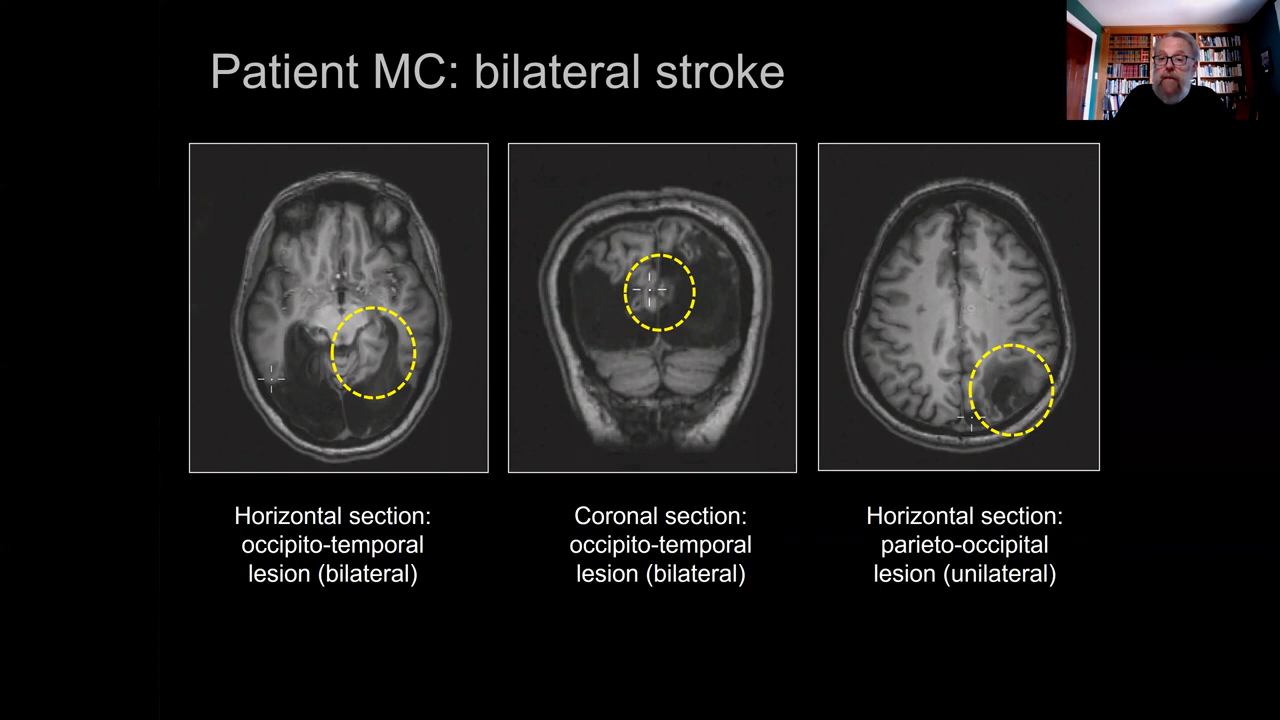 Patient MC: bilateral stroke
Horizontal section:
occipito-temporal
lesion (bilateral)
Coronal section:
occipito-temporal
lesion (bilateral)
Horizontal section:
parieto-occipital
lesion (unilateral)